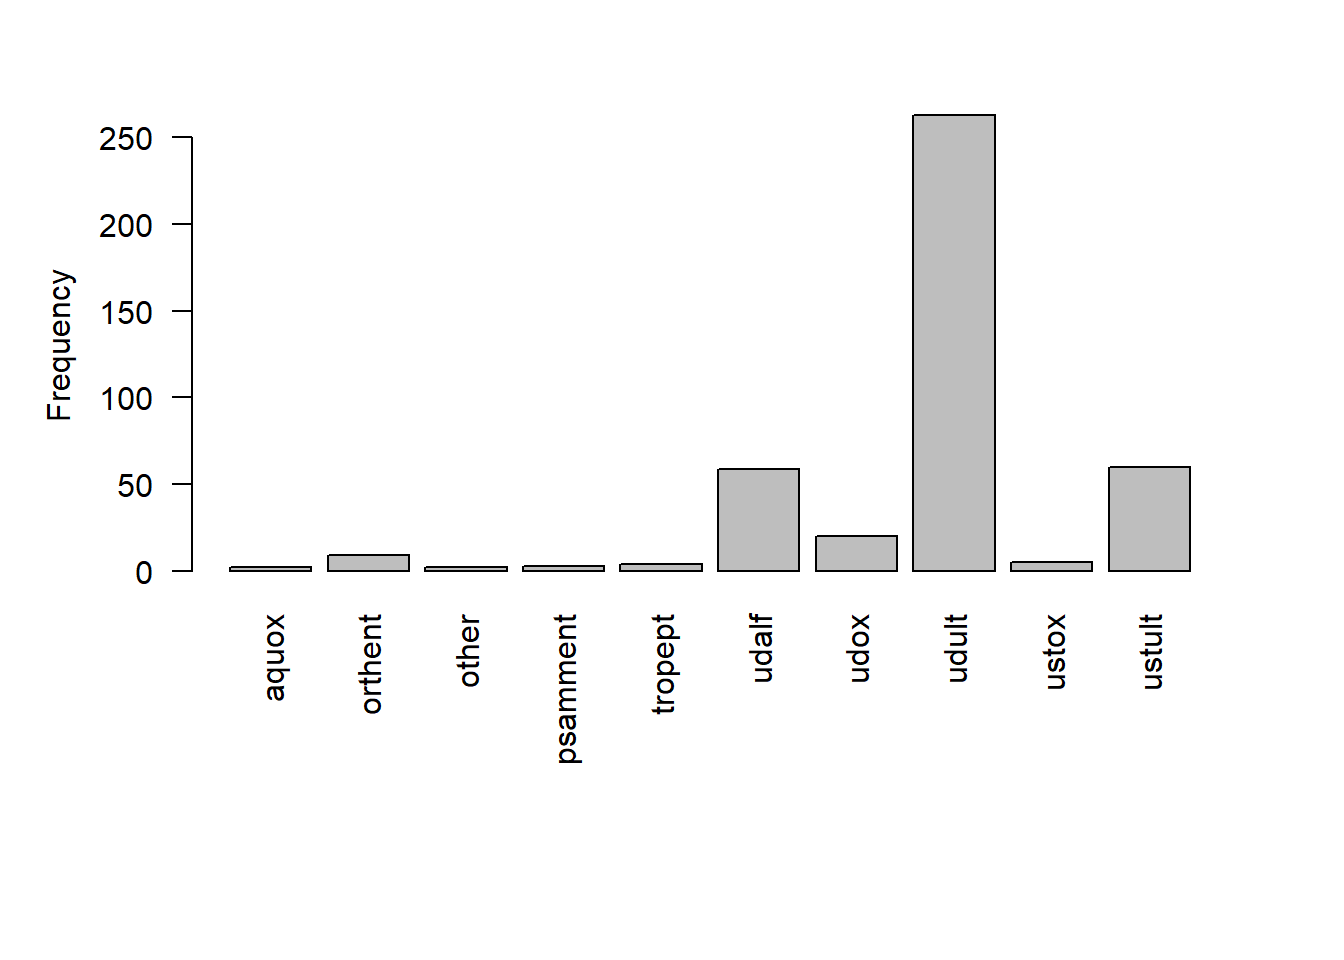 Frequency
250
200
150
100
50
0
aquox
orthent
other
psamment
tropept
udalf
udox
udult
ustox
ustult